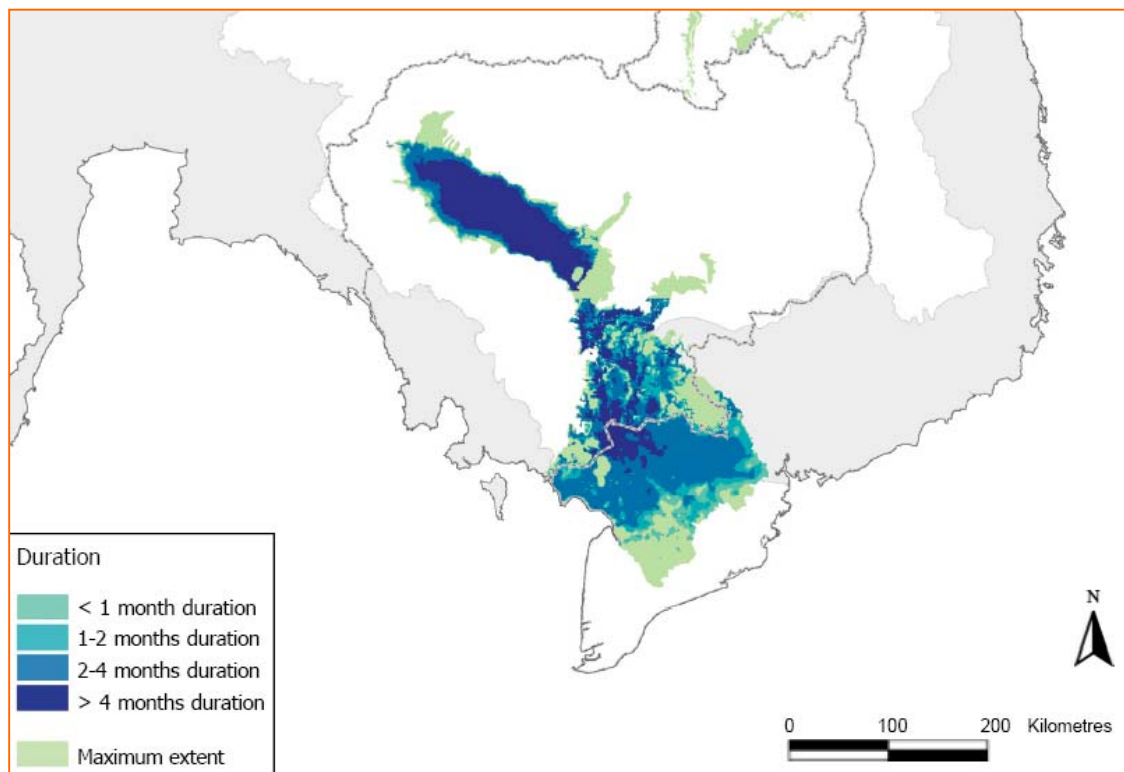 Duration
< 1 month duration
1-2 months duration
2-4 months duration
> 4 months duration
Maximum extent
N
0 100 200 Kilometres